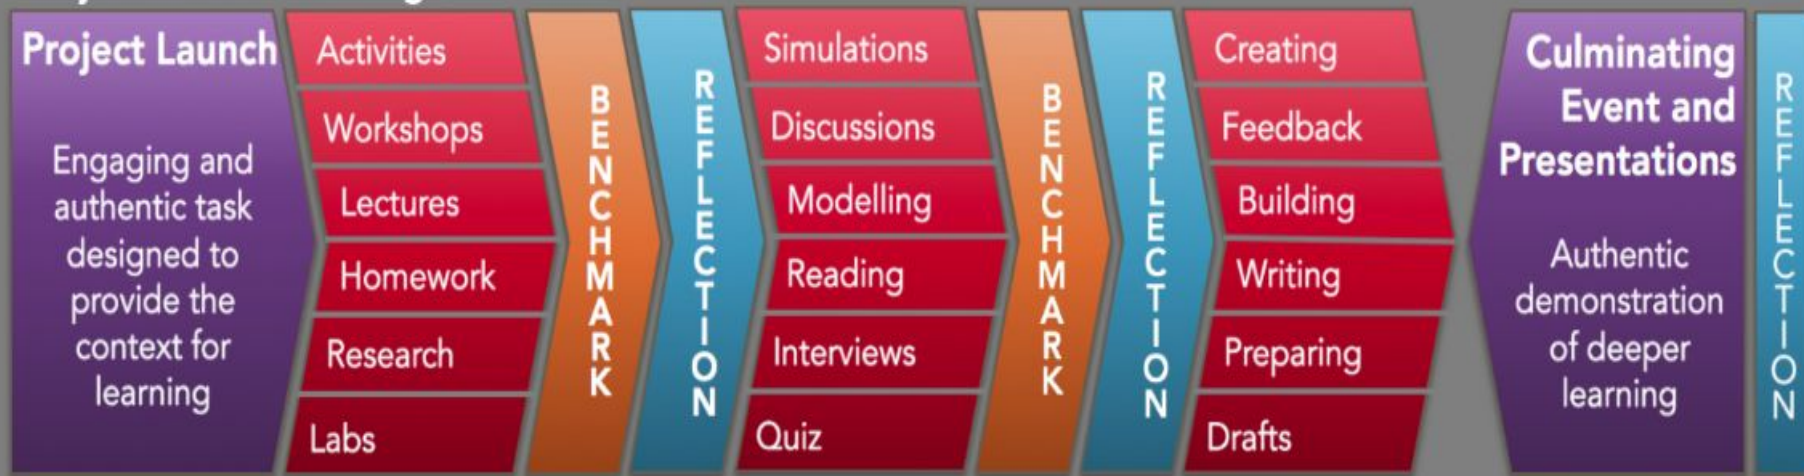 Project Launch
Engaging and
authentic task
designed to
provide the
context for
learning
Activities
Workshops
Lectures
Homework
Research
Labs
BENCHMARK
REFLECTION
Simulations
Discussions
Modelling
Reading
Interviews
Quiz
BENCHMARK
REFLECTION
Creating
Feedback
Building
Writing
Preparing
Drafts
Culminating
Event and
Presentations
Authentic
demonstration
of deeper
learning
REFLECTION